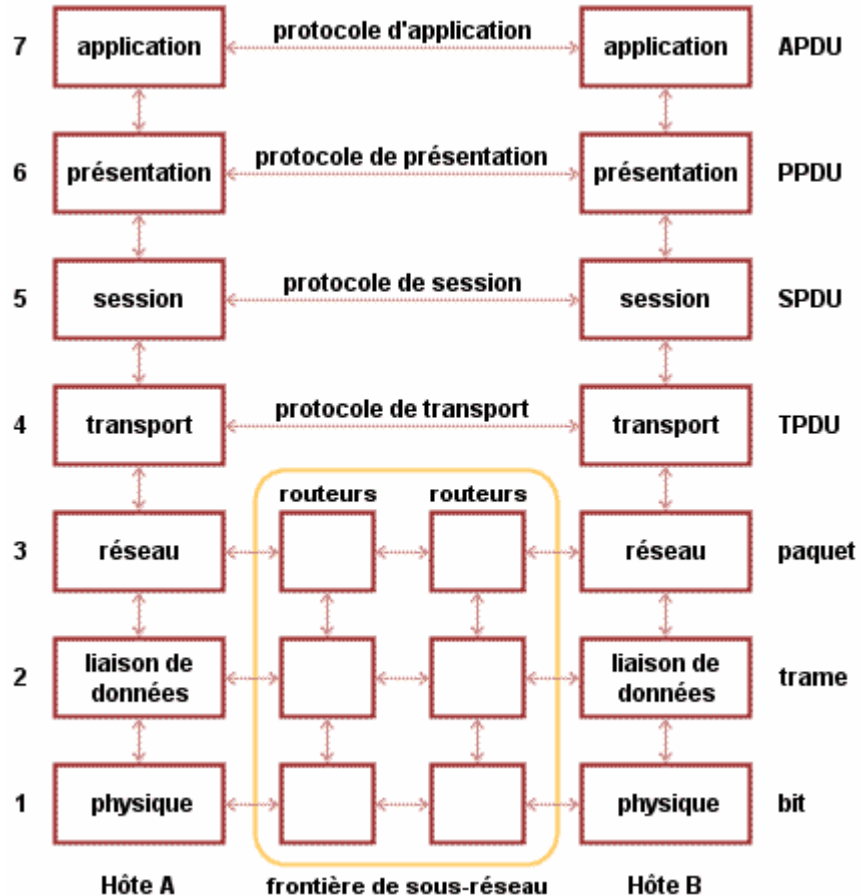 protocole d'application
7 application application APDU
protocole de présentation
6 présentation présentation PPDU
protocole de session
5 session session SPDU
protocole de transport
4 transport transport TPDU
routeurs routeurs
3 réseau réseau paquet
liaison de liaison de
2 données données trame
1 physique physique bit
Hôte A frontière de sous-réseau Hôte B